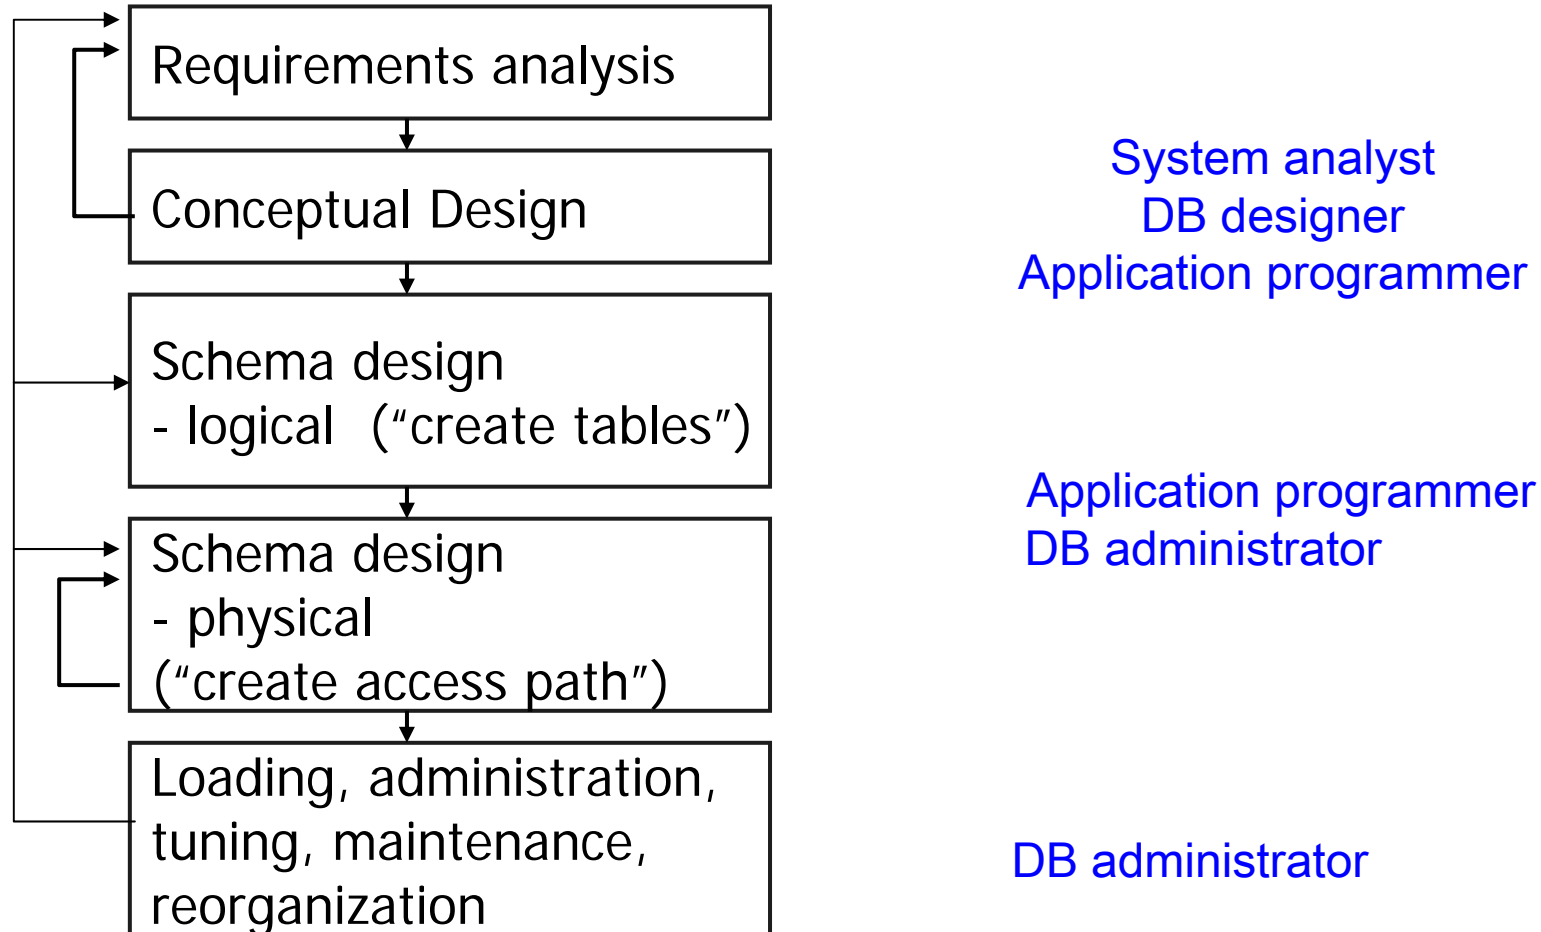 Requirements analysis
System analyst
Conceptual Design
DB designer
Application programmer
Schema design
- logical (“create tables”)
Application programmer
Schema design
DB administrator
- physical
(“create access path”)
Loading, administration,
tuning, maintenance,
DB administrator
reorganization